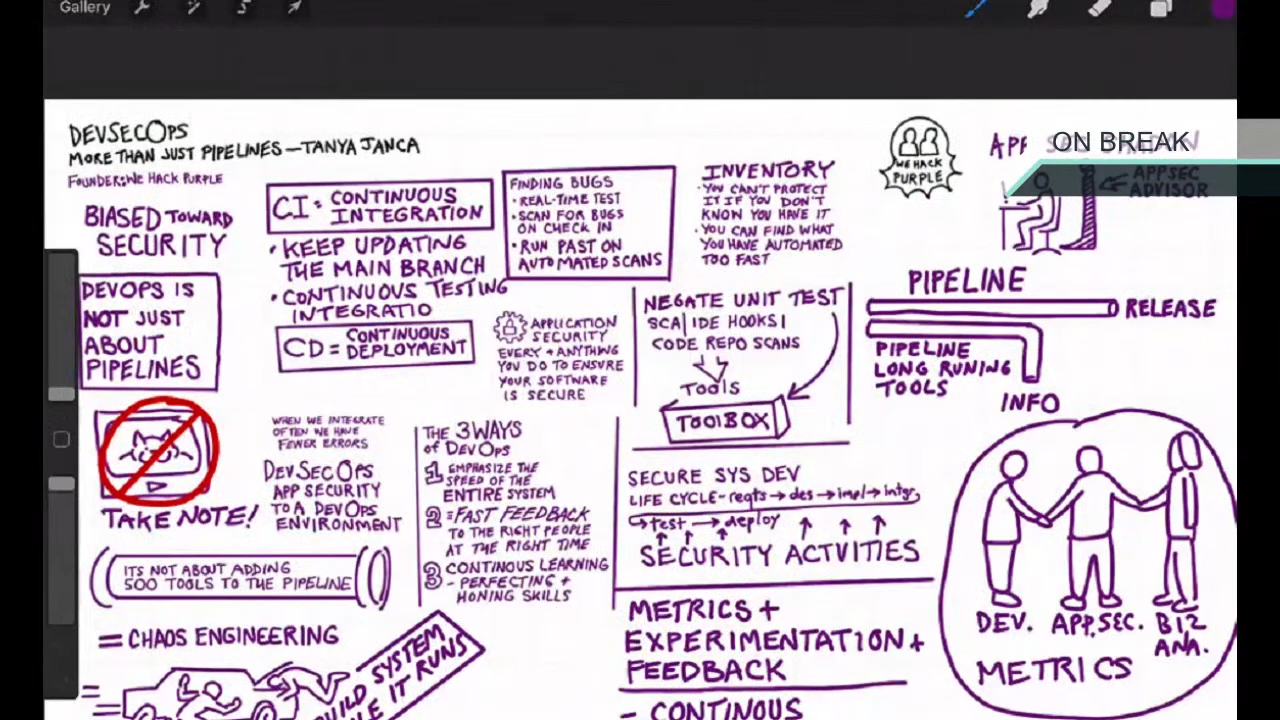 Gallery
DEVSECOPS
MORE THAN JUST PIPELINES—TANYA JANCA
FOUNDER: WE HACK PURPLE
BIASED TOWARD
SECURITY
DEVOPS IS
NOT JUST
ABOUT
PIPELINES
TAKE NOTE!
ITS NOT ABOUT ADDING
500 TOOLS TO THE PIPELINE
= CHAOS ENGINEERING
CI = CONTINUOUS
INTEGRATION
• KEEP UPDATING
THE MAIN BRANCH
• CONTINUOUS TESTING
INTEGRATIO
CD = CONTINUOUS
DEPLOYMENT
WHEN WE INTEGRATE
OFTEN WE HAVE
FEWER ERRORS
DEVSECOPS
APP SECURITY
TO A DEVOPS
ENVIRONMENT
SYSTEM
IT RUNS
FINDING BUGS
• REAL-TIME TEST
• SCAN FOR BUGS
ON CHECK IN
• RUN PAST ON
AUTOMATED SCANS
APPLICATION
SECURITY
EVERY + ANYTHING
YOU DO TO ENSURE
YOUR SOFTWARE
IS SECURE
THE 3 WAYS
of DEVOPS
1 EMPHASIZE THE
SPEED OF THE
ENTIRE SYSTEM
2 = FAST FEEDBACK
TO THE RIGHT PEOPLE
AT THE RIGHT TIME
3 CONTINOUS LEARNING
- PERFECTING +
HONING SKILLS
INVENTORY
• YOU CAN'T PROTECT
IT IF YOU DON'T
KNOW YOU HAVE IT
• YOU CAN FIND WHAT
YOU HAVE AUTOMATED
TOO FAST
NEGATE UNIT TEST
SCA | IDE HOOKS |
CODE REPO SCANS
TOOLS
TOOLBOX
SECURE SYS DEV
LIFE CYCLE-reqts → des → impl → integ
→ test → deploy
SECURITY ACTVITIES
METRICS +
EXPERIMENTATION +
FEEDBACK
- CONTINOUS
WE HACK
PURPLE
ON BREAK
APPSEC
ADVISOR
PIPELINE
RELEASE
PIPELINE
LONG RUNING
TOOLS
INFO
DEV. APP.SEC. BIZ
ANA.
METRICS